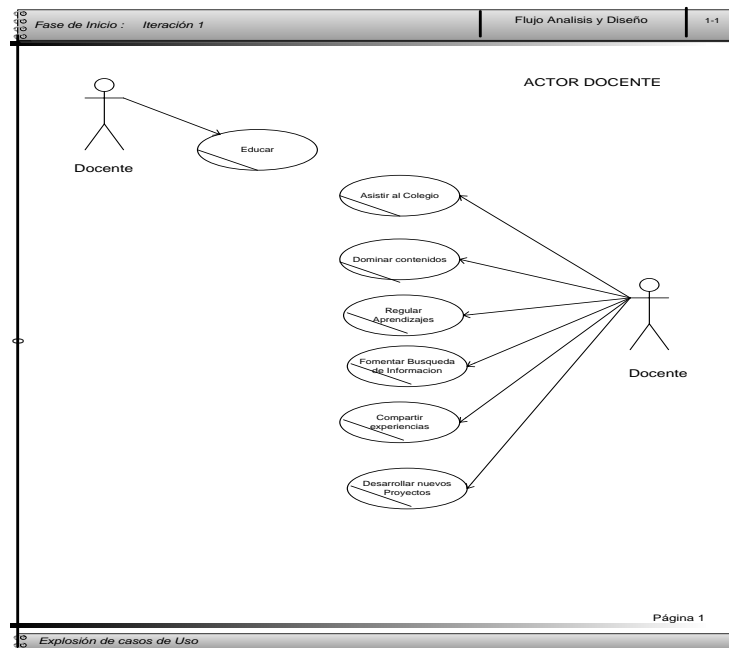 Fase de Inicio :    Iteración 1
Flujo Analisis y Diseño
1-1
ACTOR DOCENTE
Docente
Educar
Asistir al Colegio
Dominar contenidos
Regular
Aprendizajes
Fomentar Busqueda
de Informacion
Compartir
experiencias
Desarrollar nuevos
Proyectos
Docente
Página 1
Explosión de casos de Uso